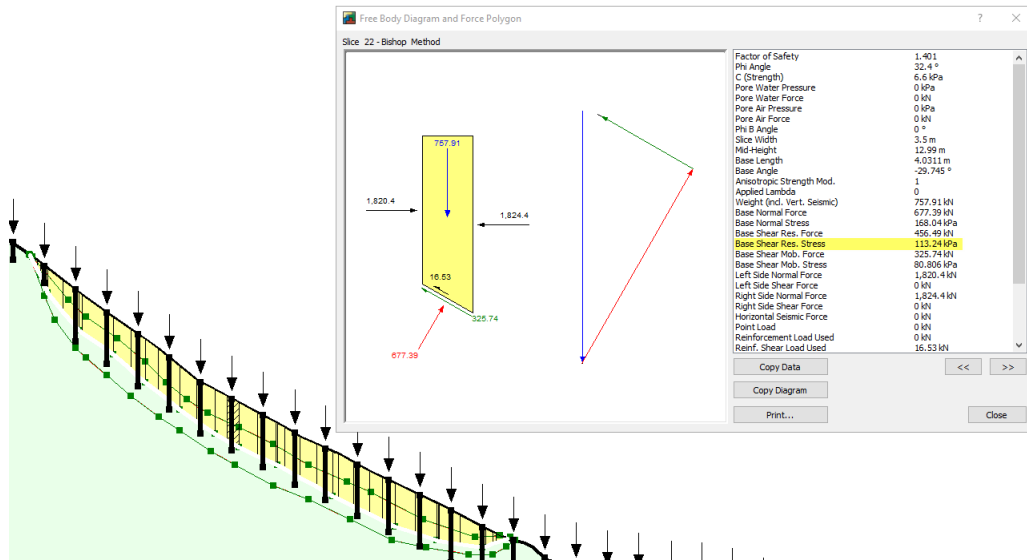 Free Body Diagram and Force Polygon
Slice 22 - Bishop Method
757.91
1,820.4
1,824.4
16.53
325.74
677.39
Factor of Safety 1.401
Phi Angle 32.4 °
C (Strength) 6.6 kPa
Pore Water Pressure 0 kPa
Pore Water Force 0 kN
Pore Air Pressure 0 kPa
Pore Air Force 0 kN
Phi B Angle 0 °
Slice Width 3.5 m
Mid-Height 12.99 m
Base Length 4.0311 m
Base Angle -29.745 °
Anisotropic Strength Mod. 1
Applied Lambda 0
Weight (incl. Vert. Seismic) 757.91 kN
Base Normal Force 677.39 kN
Base Normal Stress 168.04 kPa
Base Shear Res. Force 456.49 kN
Base Shear Res. Stress 113.24 kPa
Base Shear Mob. Force 325.74 kN
Base Shear Mob. Stress 80.806 kPa
Left Side Normal Force 1,820.4 kN
Left Side Shear Force 0 kN
Right Side Normal Force 1,824.4 kN
Right Side Shear Force 0 kN
Horizontal Seismic Force 0 kN
Point Load 0 kN
Reinforcement Load Used 0 kN
Reinf. Shear Load Used 16.53 kN
Copy Data
<< >>
Copy Diagram
Print...
Close